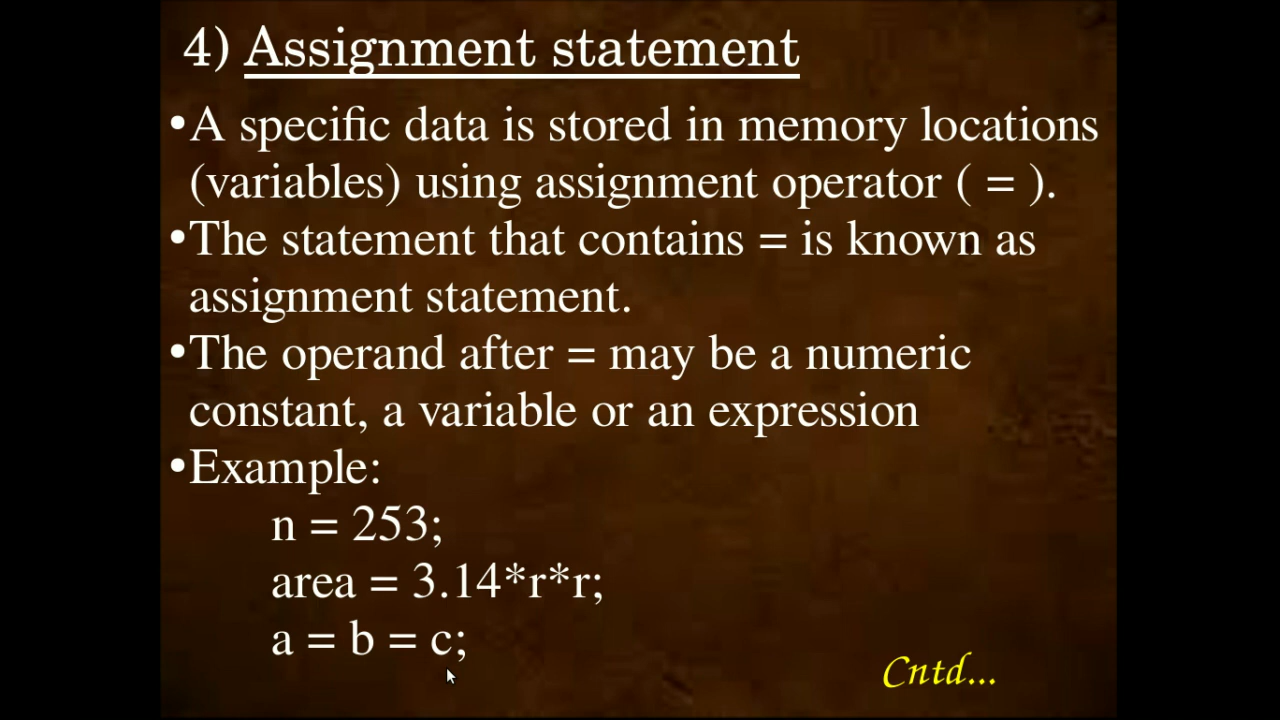 4) Assignment statement
•A specific data is stored in memory locations
(variables) using assignment operator ( = ).
•The statement that contains = is known as
assignment statement.
•The operand after = may be a numeric
constant, a variable or an expression
•Example:
n = 253;
area = 3.14*r*r;
a = b = c;
Cntd...